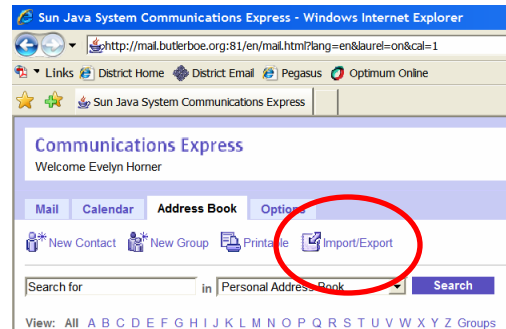 Sun Java System Communications Express - Windows Internet Explorer
http://mail.butlerboe.org:81/en/mail.html?lang=en&laurel=on&cal=1
Links District Home District Email Pegasus Optimum Online
Sun Java System Communications Express
Communications Express
Welcome Evelyn Horner
Mail Calendar Address Book Options
New Contact New Group Printable Import/Export
Search for in Personal Address Book Search
View: All A B C D E F G H I J K L M N O P Q R S T U V W X Y Z Groups